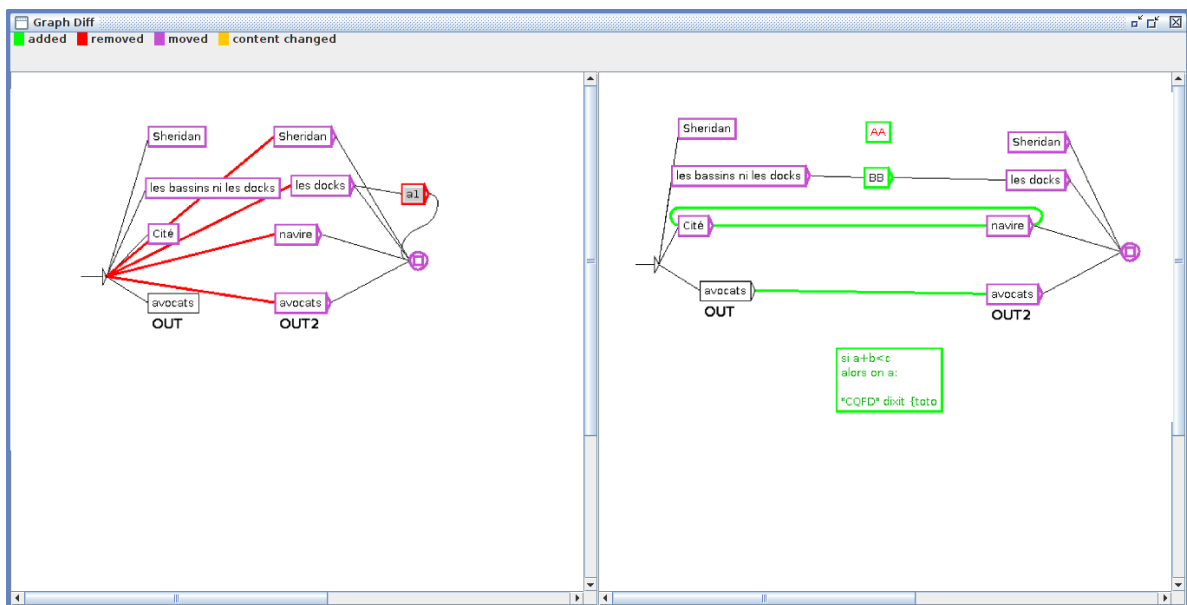 Graph Diff
added removed moved content changed
Sheridan
Sheridan
les bassins ni les docks
les docks
a1
Cité
navire
avocats
avocats
OUT
OUT2
Sheridan
AA
Sheridan
les bassins ni les docks
BB
les docks
Cité
navire
avocats
avocats
OUT
OUT2
si a+b<c
alors on a:
"CQFD" dixit {toto